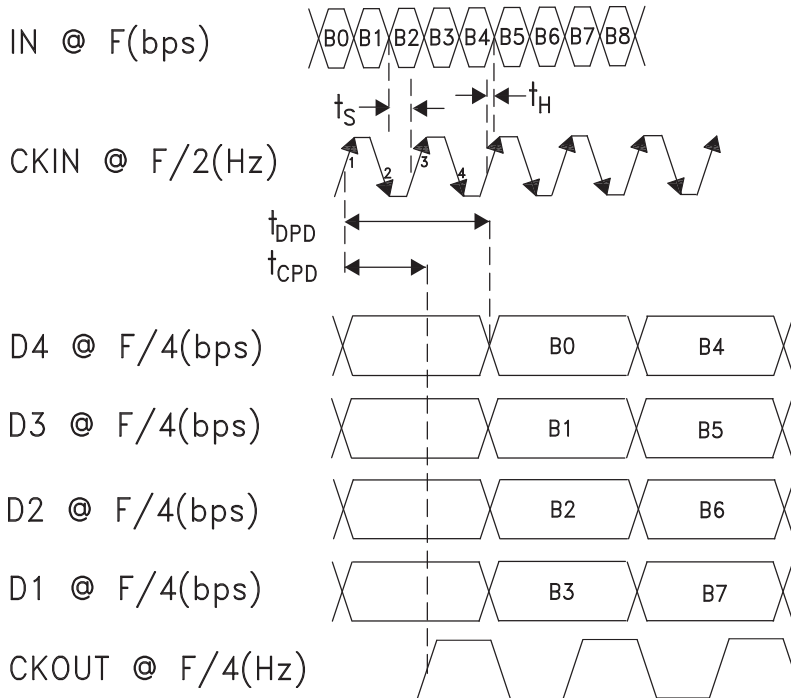 IN @ F(bps)
B0 B1 B2 B3 B4 B5 B6 B7 B8
tS
tH
CKIN @ F/2(Hz)
1 2 3 4
tDPD
tCPD
D4 @ F/4(bps)
B0 B4
D3 @ F/4(bps)
B1 B5
D2 @ F/4(bps)
B2 B6
D1 @ F/4(bps)
B3 B7
CKOUT @ F/4(Hz)